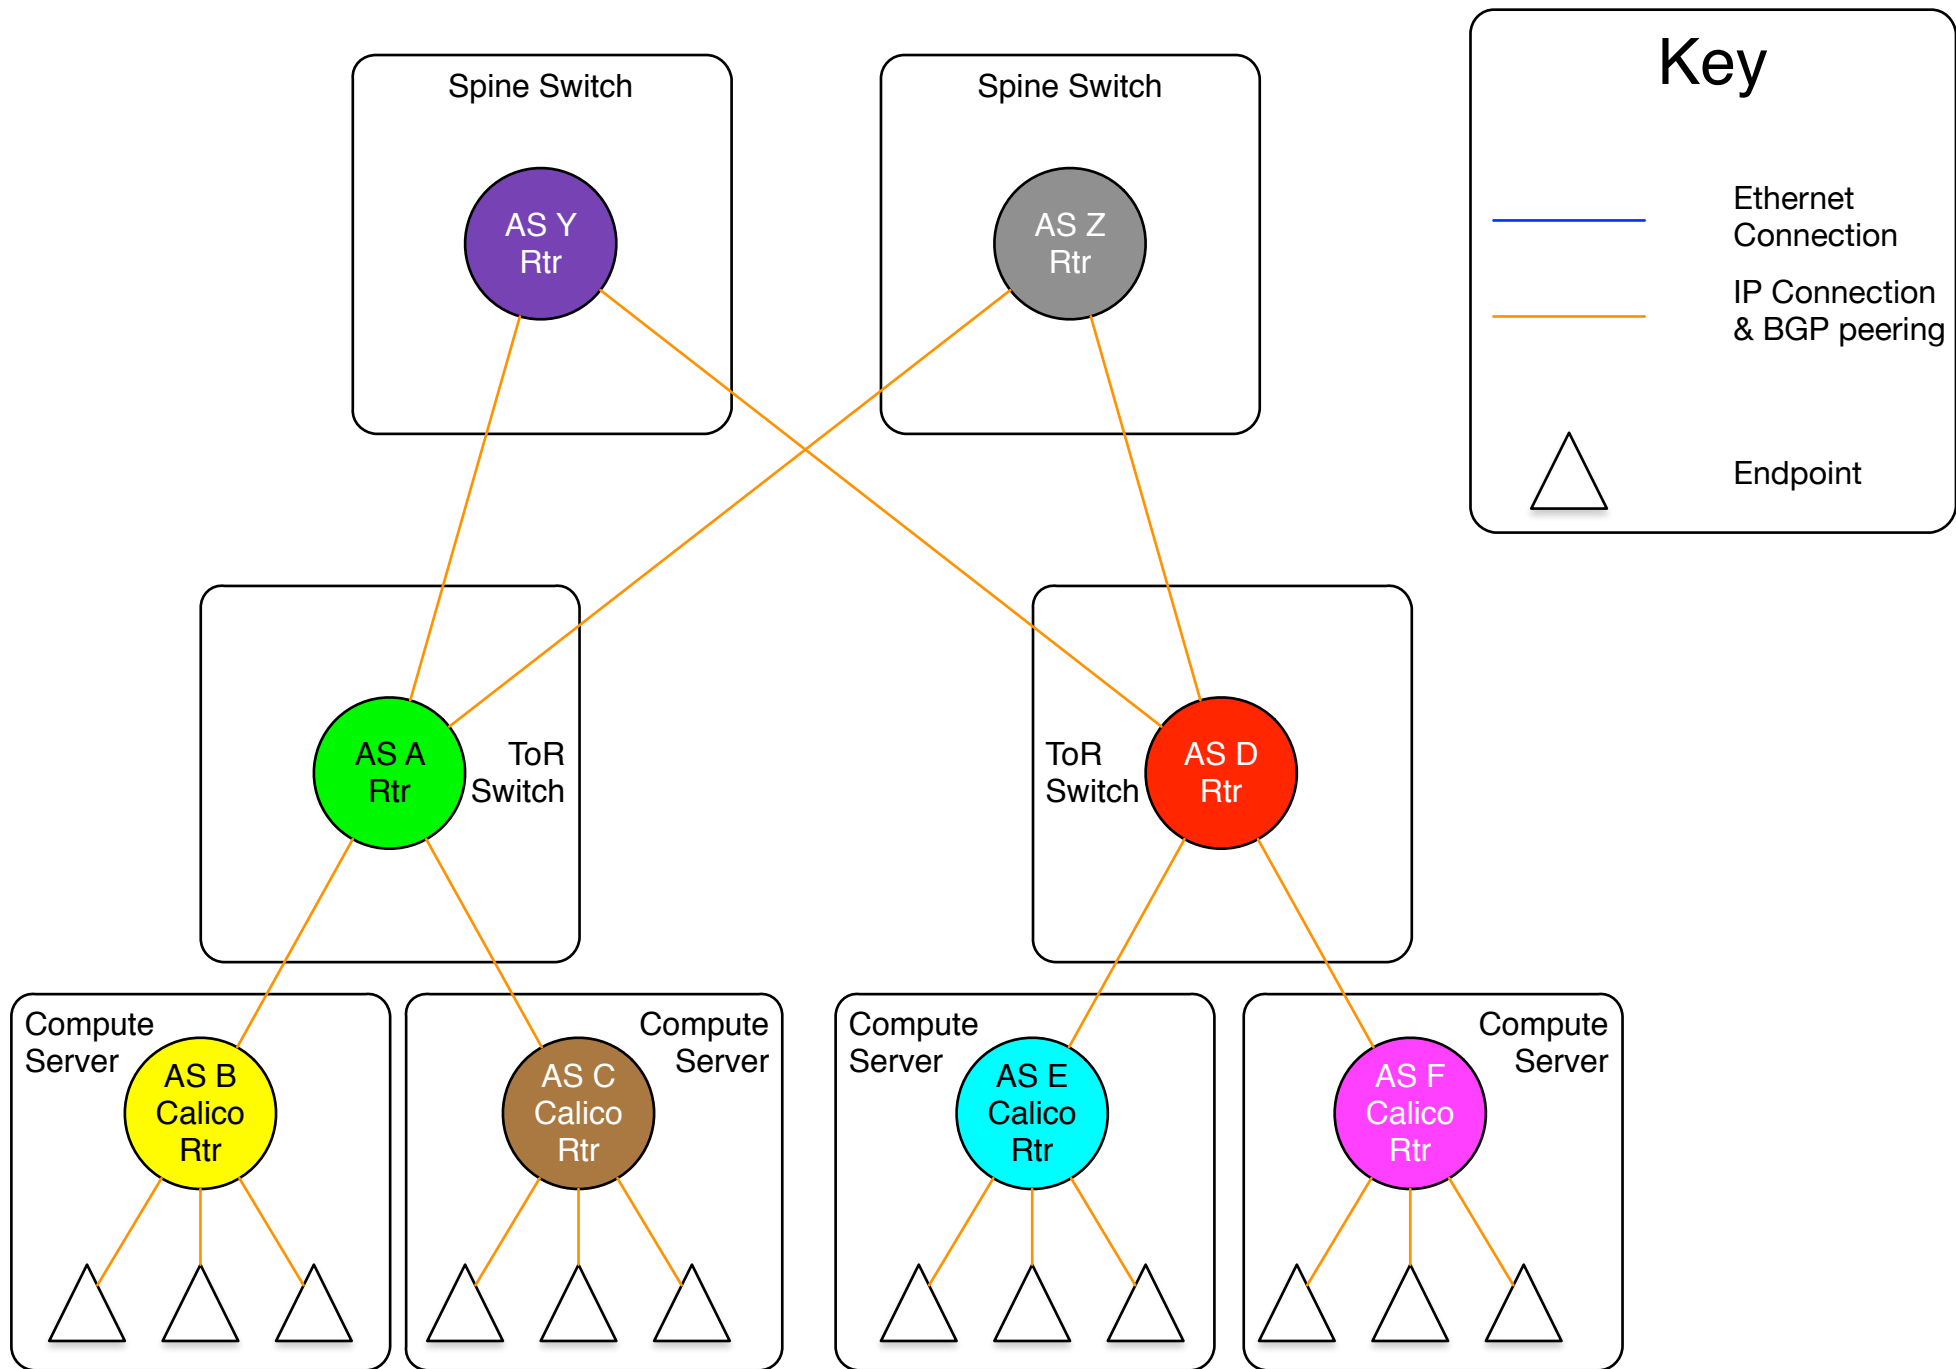 Key
Spine Switch
Spine Switch
AS Y
Rtr
AS Z
Rtr
Ethernet
Connection
IP Connection
& BGP peering
Endpoint
AS A
Rtr
ToR
Switch
ToR
Switch
AS D
Rtr
Compute
Server
AS B
Calico
Rtr
Compute
Server
AS C
Calico
Rtr
Compute
Server
AS E
Calico
Rtr
Compute
Server
AS F
Calico
Rtr